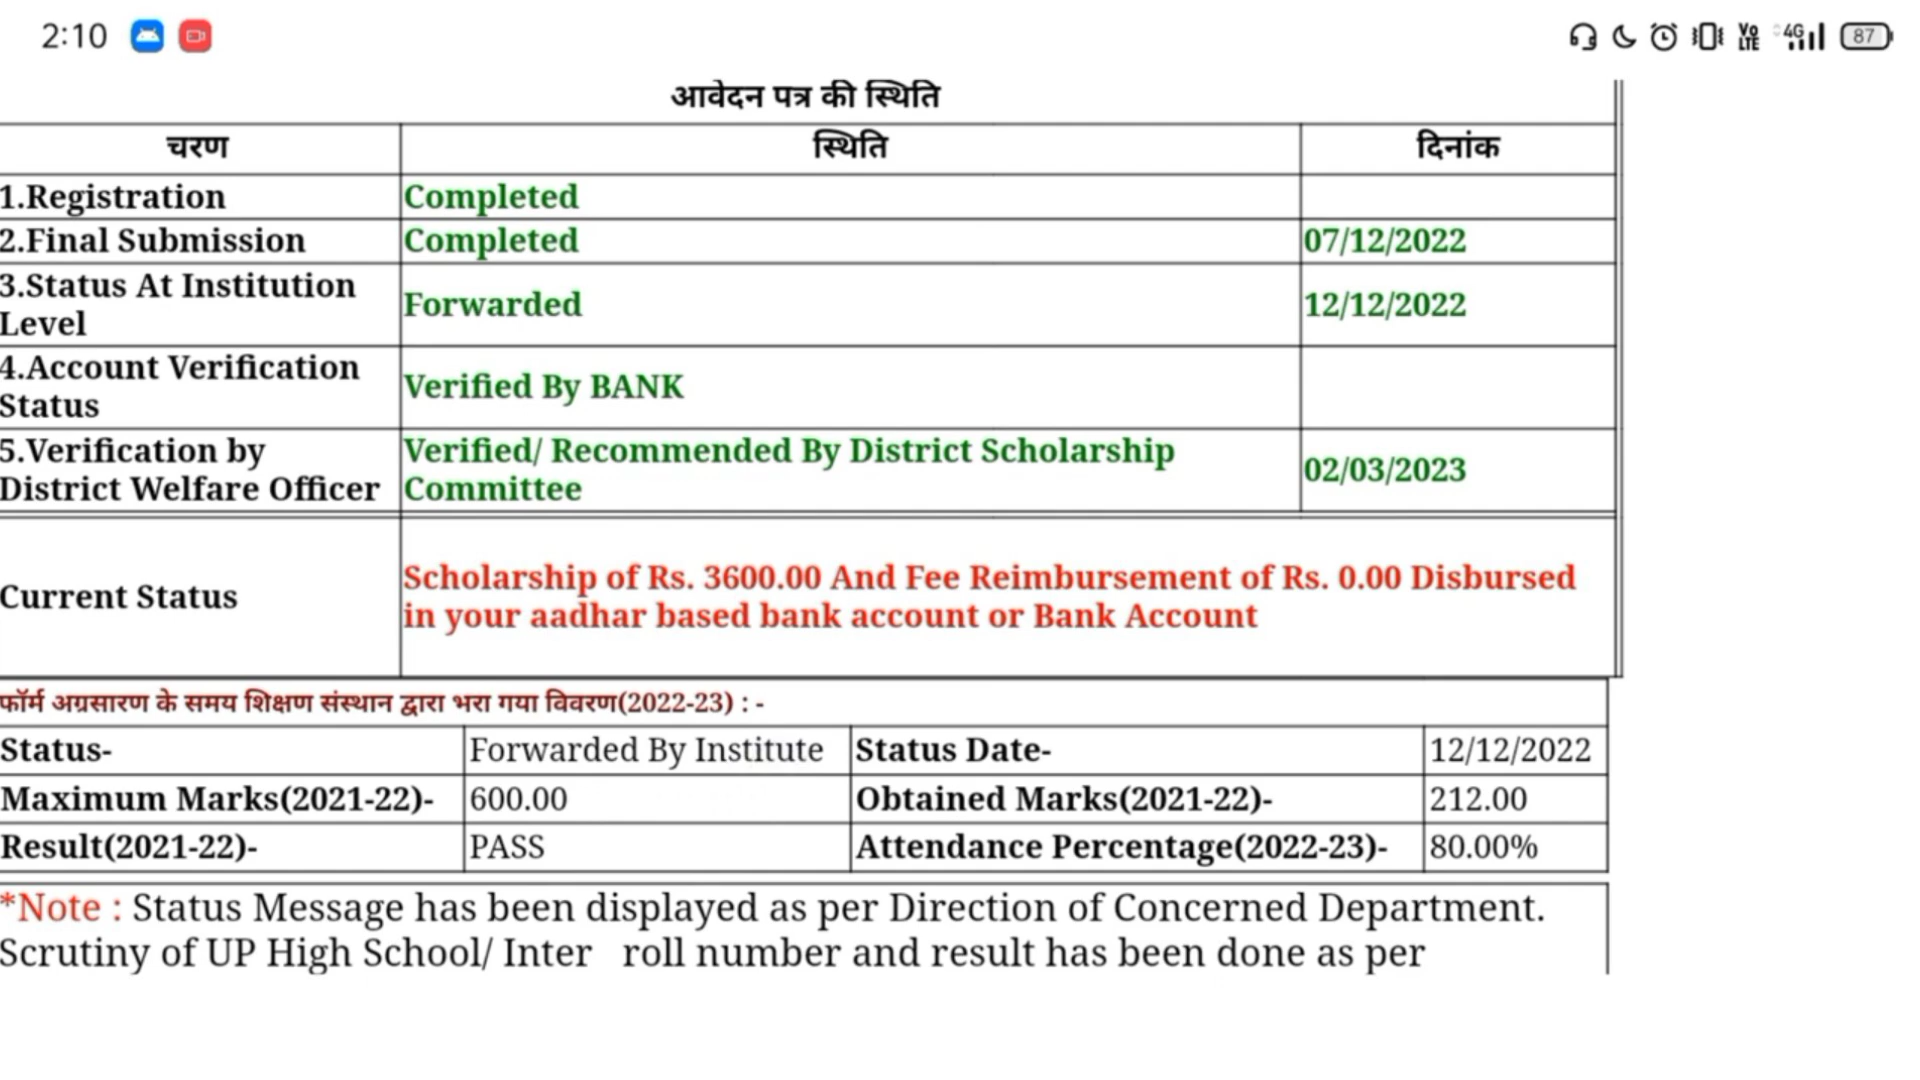 2:10
Vo LTE 4G 87
आवेदन पत्र की स्थिति
चरण स्थिति दिनांक
1.Registration Completed
2.Final Submission Completed 07/12/2022
3.Status At Institution
Level
Forwarded 12/12/2022
4.Account Verification
Status
Verified By BANK
5.Verification by
District Welfare Officer
Verified/ Recommended By District Scholarship
Committee
02/03/2023
Current Status
Scholarship of Rs. 3600.00 And Fee Reimbursement of Rs. 0.00 Disbursed
in your aadhar based bank account or Bank Account
फॉर्म अग्रसारण के समय शिक्षण संस्थान द्वारा भरा गया विवरण(2022-23) : -
Status- Forwarded By Institute Status Date- 12/12/2022
Maximum Marks(2021-22)- 600.00 Obtained Marks(2021-22)- 212.00
Result(2021-22)- PASS Attendance Percentage(2022-23)- 80.00%
*Note : Status Message has been displayed as per Direction of Concerned Department.
Scrutiny of UP High School/ Inter roll number and result has been done as per